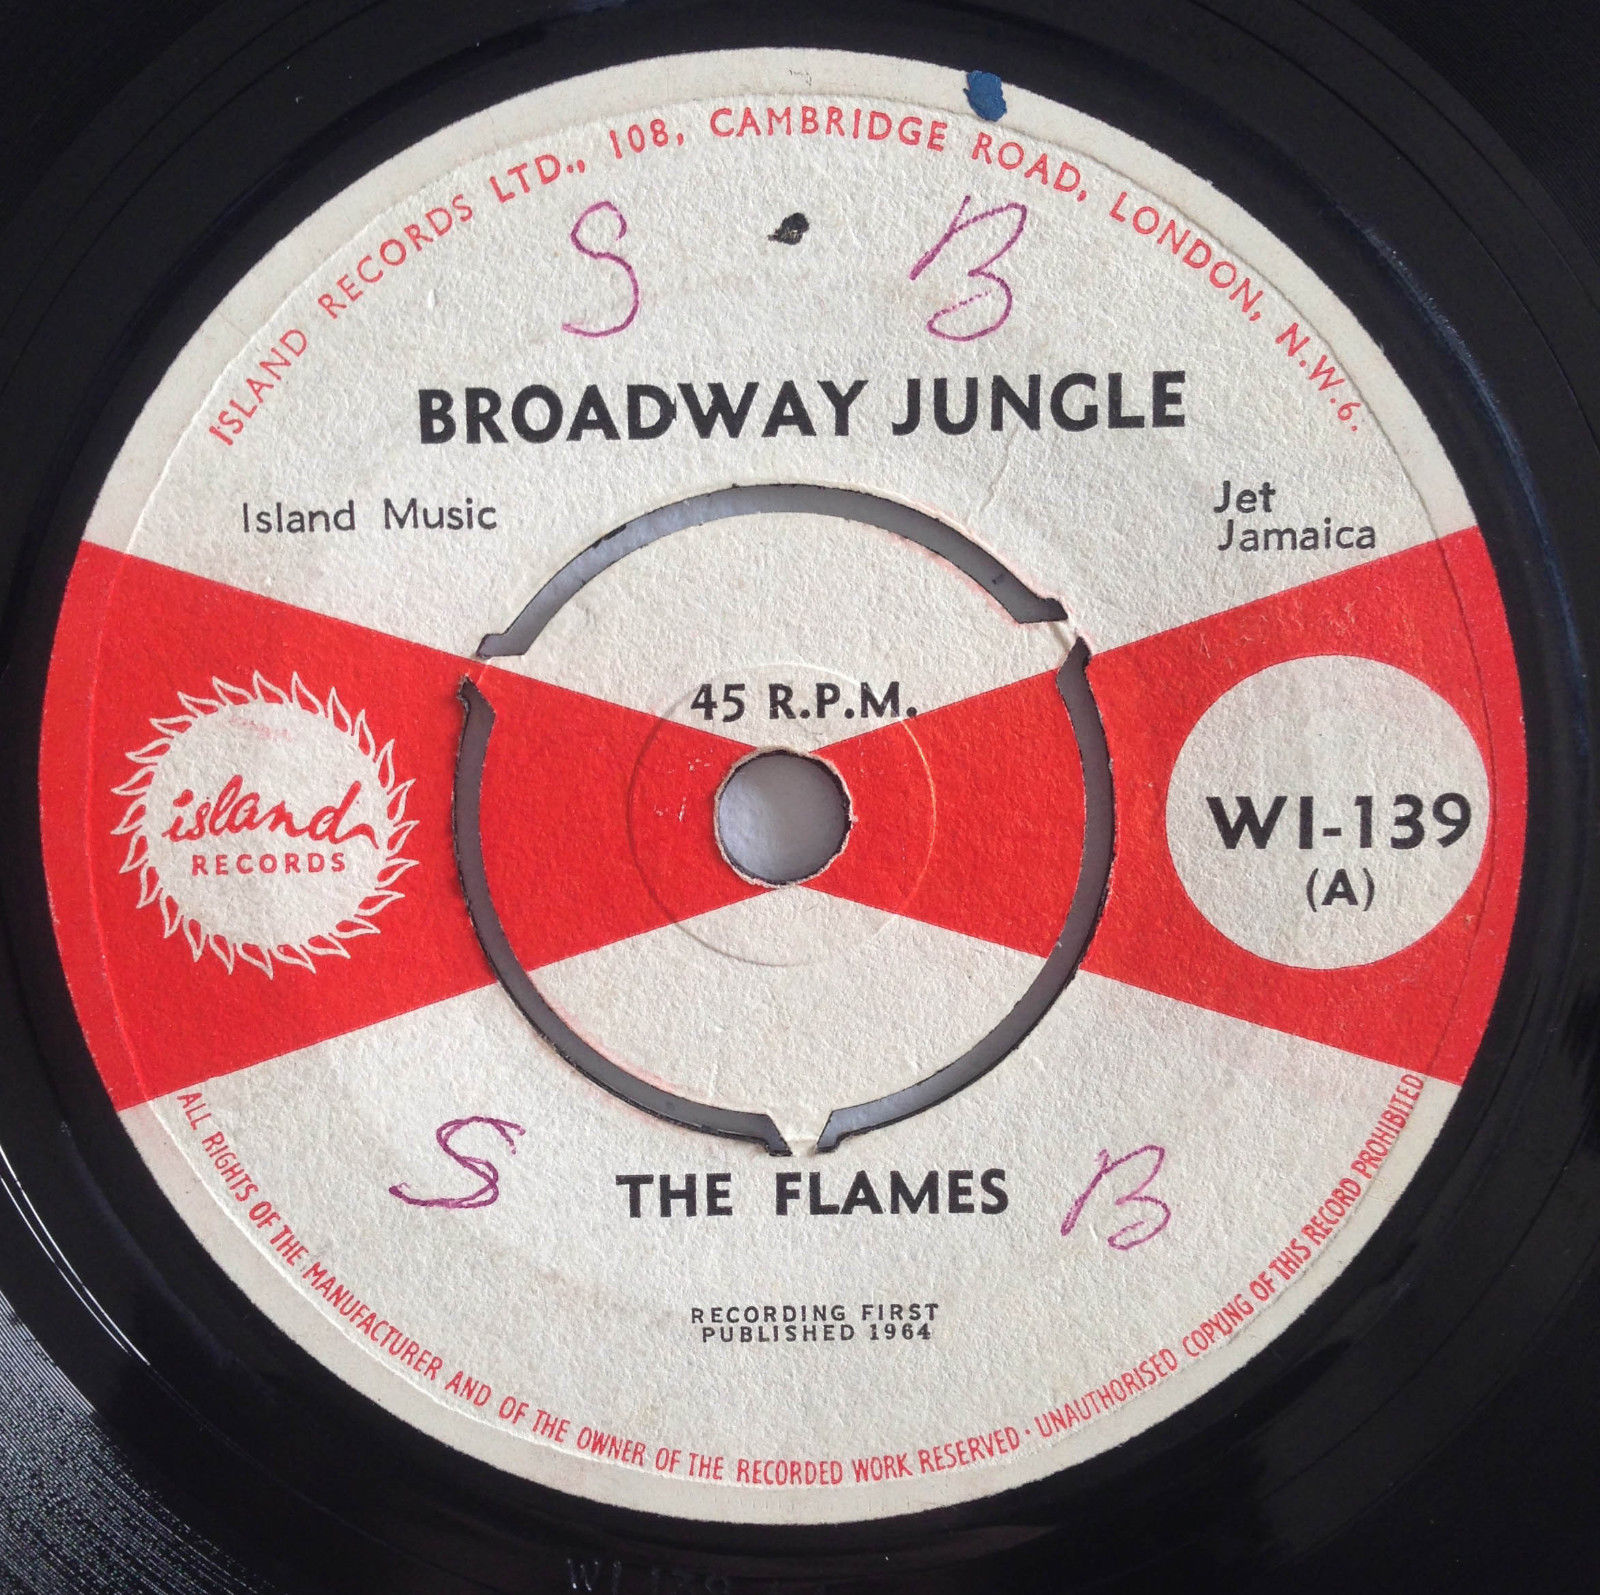 ISLAND RECORDS LTD., 108, CAMBRIDGE ROAD, LONDON, N.W.6.
S B
BROADWAY JUNGLE
Island Music
Jet
Jamaica
45 R.P.M.
island
RECORDS
WI-139
(A)
S B
THE FLAMES
RECORDING FIRST
PUBLISHED 1964
ALL RIGHTS OF THE MANUFACTURER AND OF THE OWNER OF THE RECORDED WORK RESERVED · UNAUTHORISED COPYING OF THIS RECORD PROHIBITED